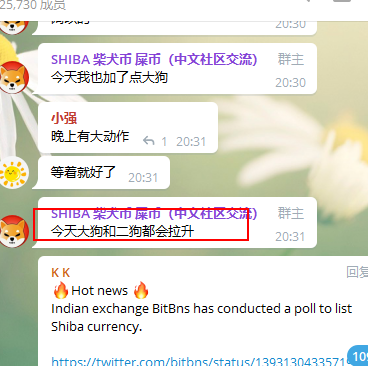 25,730 成员
20:30
SHIBA 柴犬币 屎币（中文社区交流） 群主
今天我也加了点大狗
20:30
小强
晚上有大动作 1 20:31
等着就好了 20:31
SHIBA 柴犬币 屎币（中文社区交流） 群主
今天大狗和二狗都会拉升
20:31
K K 回复
🔥Hot news 🔥
Indian exchange BitBns has conducted a poll to list
Shiba currency.
https://twitter.com/bitbns/status/13931304335719
109